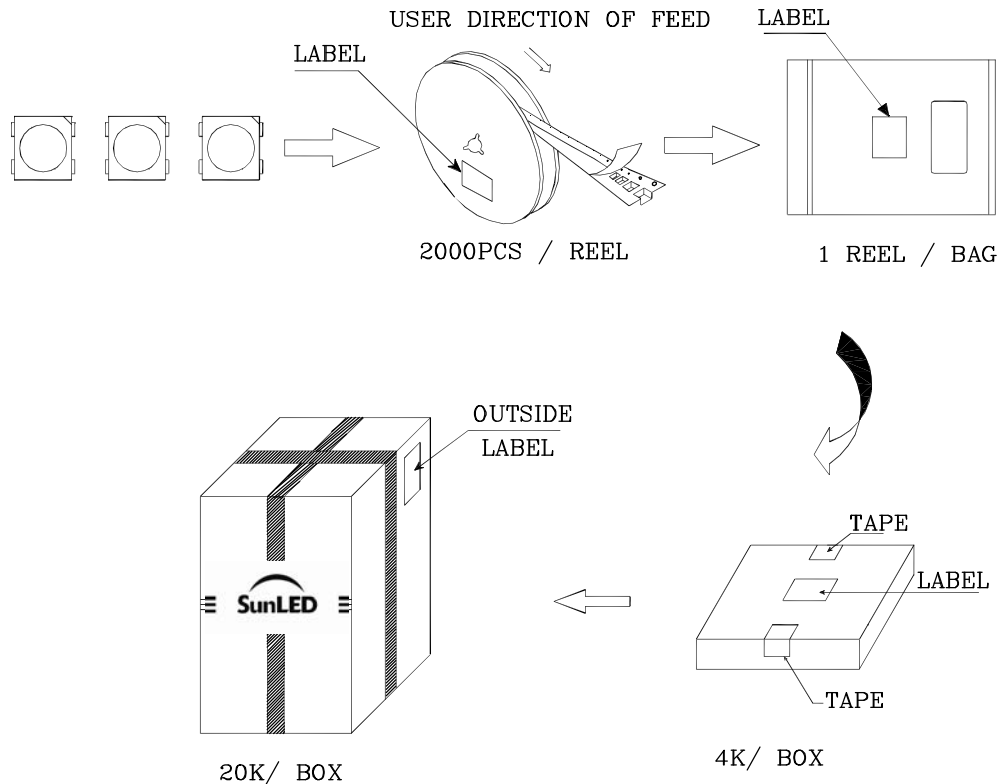 USER DIRECTION OF FEED
LABEL
LABEL
2000PCS / REEL
1 REEL / BAG
OUTSIDE
LABEL
TAPE
LABEL
TAPE
SunLED
4K/ BOX
20K/ BOX